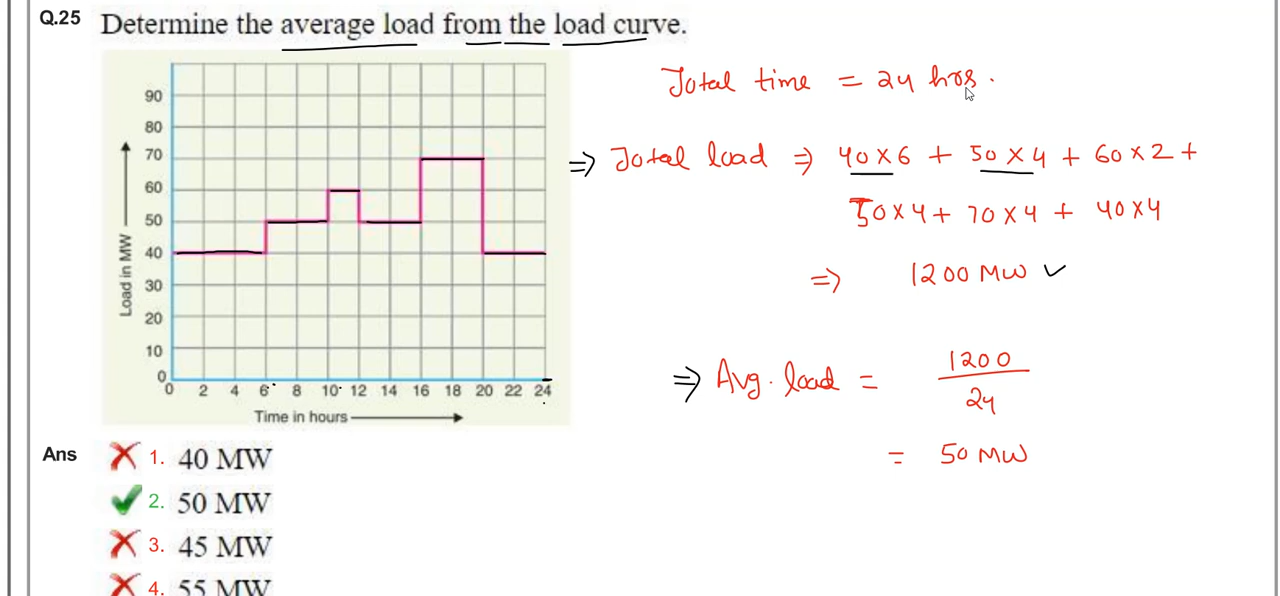 Q.25 Determine the average load from the load curve.
Total time = 24 hrs.
⇒ Total load ⇒ 40×6 + 50×4 + 60×2 +
50×4 + 70×4 + 40×4
⇒ 1200 MW ✓
⇒ Avg. load = 1200
24
= 50 MW
Load in MW
90
80
70
60
50
40
30
20
10
0
0 2 4 6 8 10 12 14 16 18 20 22 24
Time in hours
Ans
1. 40 MW
2. 50 MW
3. 45 MW
4. 55 MW